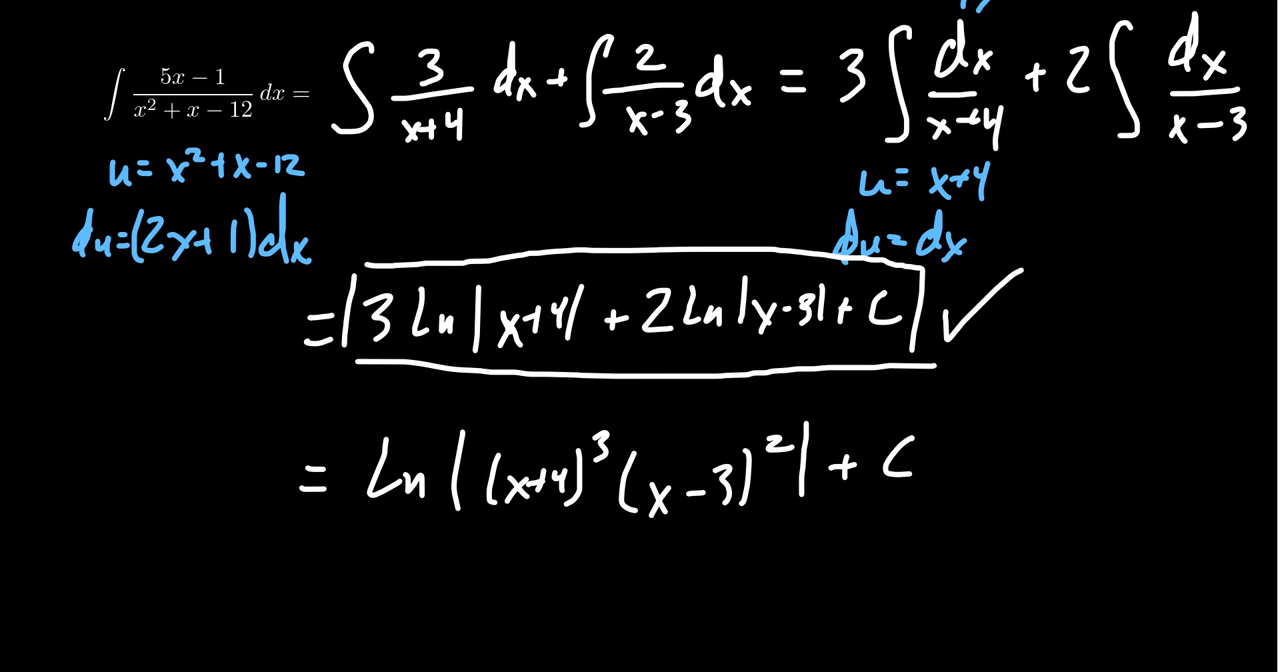 ∫ (5x − 1)/(x² + x − 12) dx = ∫ 3/(x+4) dx + ∫ 2/(x−3) dx = 3 ∫ dx/(x+4) + 2 ∫ dx/(x−3)
u = x² + x − 12 u = x+4
du = (2x+1)dx du = dx
= 3 ln|x+4| + 2 ln|x−3| + C ✓
= ln|(x+4)³(x−3)²| + C